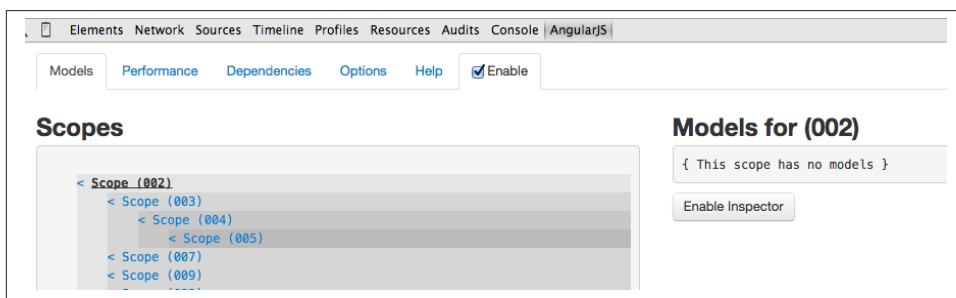 Elements Network Sources Timeline Profiles Resources Audits Console AngularJS
Models Performance Dependencies Options Help Enable
Scopes
< Scope (002)
< Scope (003)
< Scope (004)
< Scope (005)
< Scope (007)
< Scope (009)
Models for (002)
{ This scope has no models }
Enable Inspector